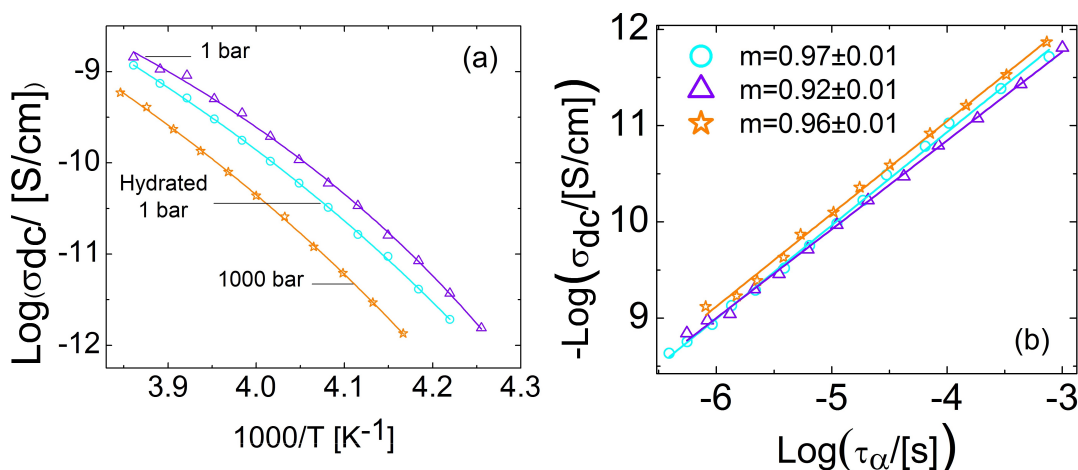 (a)
1 bar
Hydrated
1 bar
1000 bar
-9
-10
-11
-12
3.9 4.0 4.1 4.2 4.3
1000/T [K⁻¹]
Log(σdc/ [S/cm])
(b)
m=0.97±0.01
m=0.92±0.01
m=0.96±0.01
12
11
10
9
-6 -5 -4 -3
Log(τα/[s])
-Log(σdc/[S/cm])